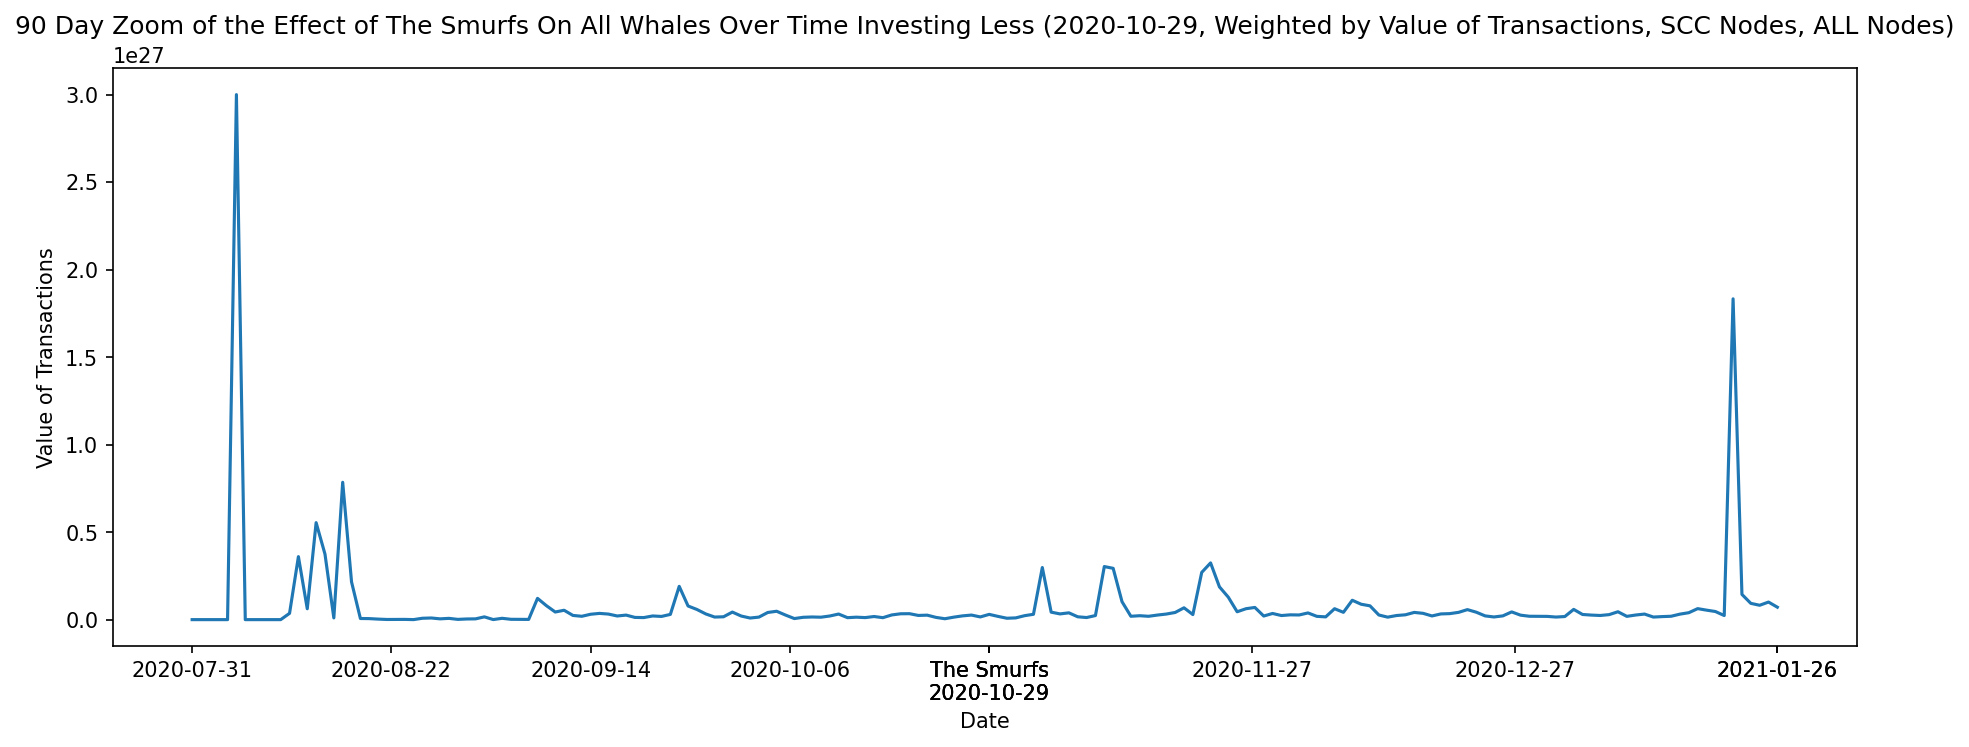 90 Day Zoom of the Effect of The Smurfs On All Whales Over Time Investing Less (2020-10-29, Weighted by Value of Transactions, SCC Nodes, ALL Nodes)
1e27
3.0
2.5
2.0
1.5
1.0
0.5
0.0
Value of Transactions
2020-07-31 2020-08-22 2020-09-14 2020-10-06 The Smurfs 2020-11-27 2020-12-27 2021-01-26
2020-10-29
Date